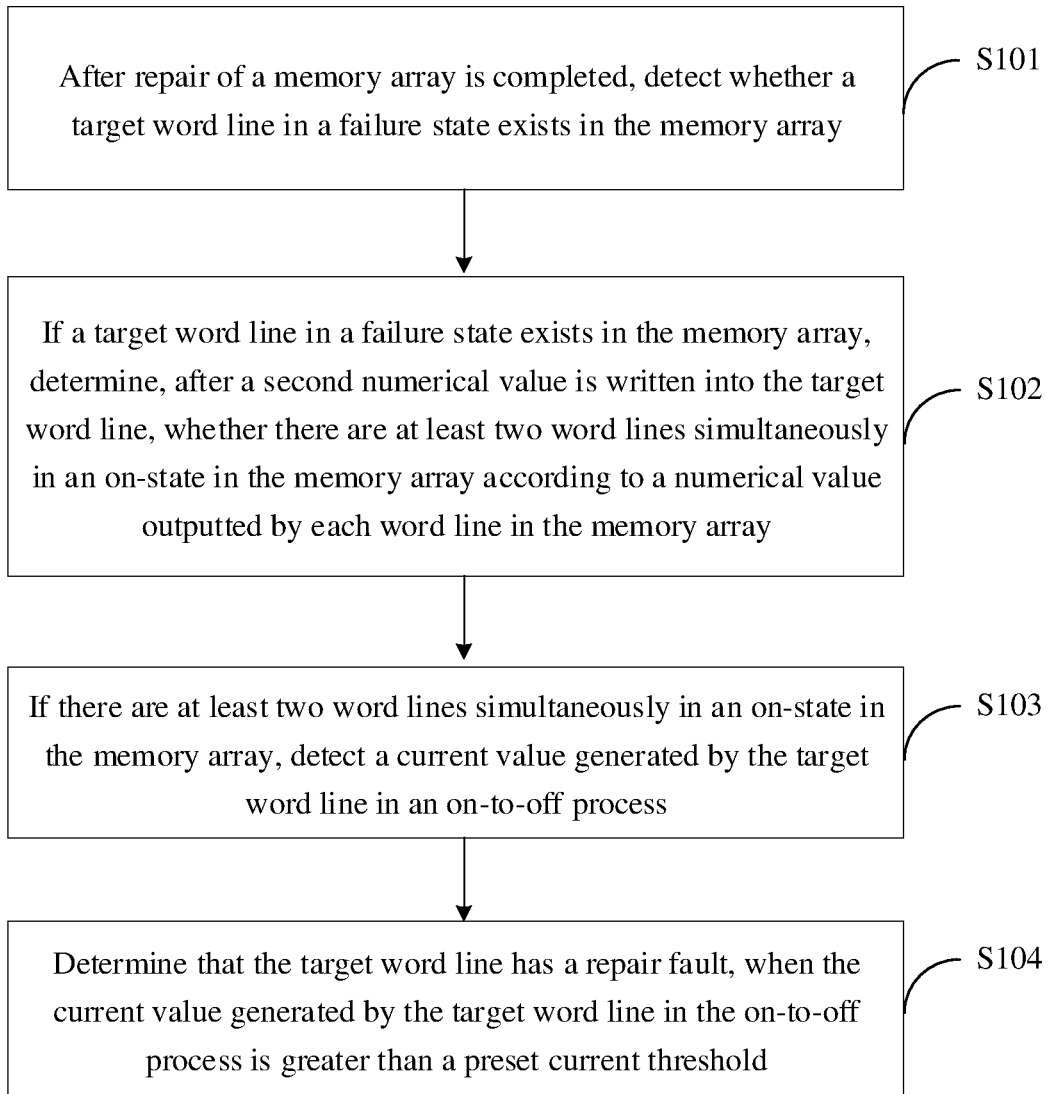 After repair of a memory array is completed, detect whether a
target word line in a failure state exists in the memory array
S101
If a target word line in a failure state exists in the memory array,
determine, after a second numerical value is written into the target
word line, whether there are at least two word lines simultaneously
in an on-state in the memory array according to a numerical value
outputted by each word line in the memory array
S102
If there are at least two word lines simultaneously in an on-state in
the memory array, detect a current value generated by the target
word line in an on-to-off process
S103
Determine that the target word line has a repair fault, when the
current value generated by the target word line in the on-to-off
process is greater than a preset current threshold
S104